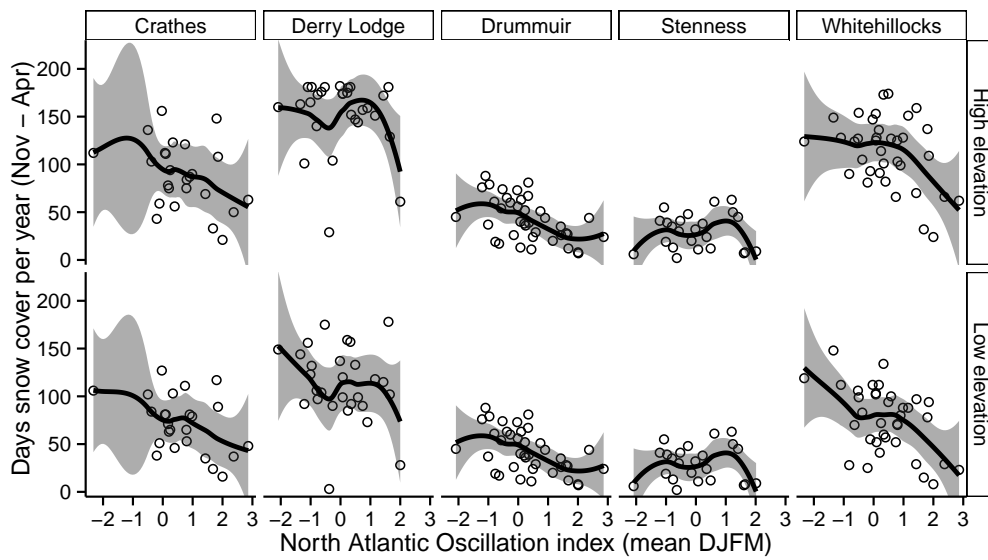 Crathes Derry Lodge Drummuir Stenness Whitehillocks
Days snow cover per year (Nov − Apr)
200
150
100
50
0
High elevation
200
150
100
50
0
Low elevation
−2 −1 0 1 2 3 −2 −1 0 1 2 3 −2 −1 0 1 2 3 −2 −1 0 1 2 3 −2 −1 0 1 2 3
North Atlantic Oscillation index (mean DJFM)